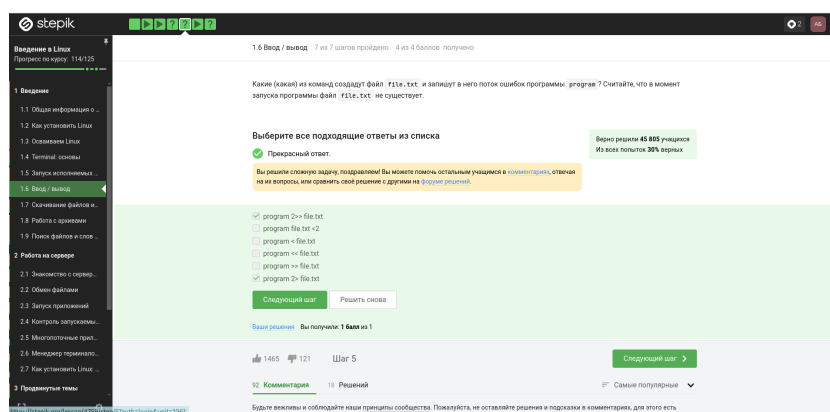 stepik
2
АБ
Введение в Linux
Прогресс по курсу: 114/125
1.6 Ввод / вывод 7 из 7 шагов пройдено 4 из 4 баллов получено
1 Введение
1.1 Общая информация о ...
1.2 Как установить Linux
1.3 Осваиваем Linux
1.4 Terminal: основы
1.5 Запуск исполняемых ...
1.6 Ввод / вывод
1.7 Скачивание файлов и...
1.8 Работа с архивами
1.9 Поиск файлов и слов ...
2 Работа на сервере
2.1 Знакомство с сервер...
2.2 Обмен файлами
2.3 Запуск приложений
2.4 Контроль запускаемы...
2.5 Многопоточные прил...
2.6 Менеджер терминало...
2.7 Как установить Linux: ...
3 Продвинутые темы
Какие (какая) из команд создадут файл file.txt и запишут в него поток ошибок программы program? Считайте, что в момент
запуска программы файл file.txt не существует.
Выберите все подходящие ответы из списка
Прекрасный ответ.
Верно решили 45 805 учащихся
Из всех попыток 30% верных
Вы решили сложную задачу, поздравляем! Вы можете помочь остальным учащимся в комментариях, отвечая
на их вопросы, или сравнить своё решение с другими на форуме решений.
program 2>> file.txt
program file.txt <2
program < file.txt
program << file.txt
program >> file.txt
program 2> file.txt
Следующий шаг
Решить снова
Ваши решения Вы получили: 1 балл из 1
1465 121 Шаг 5
Следующий шаг
92 Комментария 18 Решений
Самые популярные
Будьте вежливы и соблюдайте наши принципы сообщества. Пожалуйста, не оставляйте решения и подсказки в комментариях, для этого есть